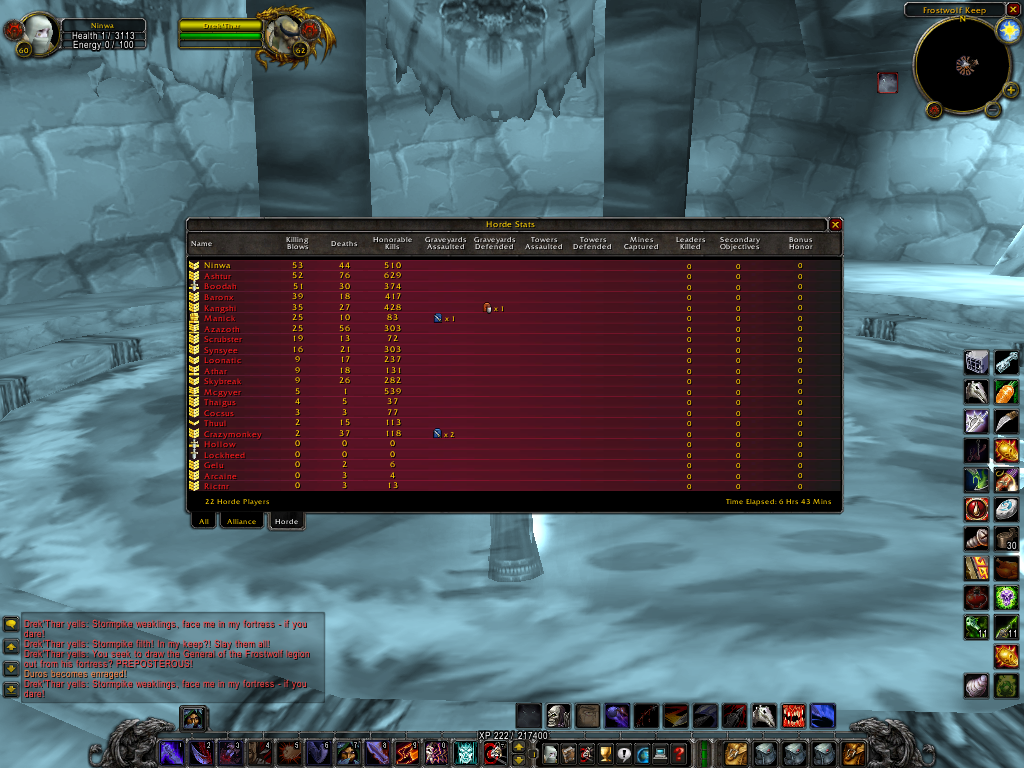 Ninwa
Health 1 / 3113
Energy 0 / 100
60
Drek'Thar
62
Frostwolf Keep
N
Horde Stats
Name Killing Blows Deaths Honorable Kills Graveyards Assaulted Graveyards Defended Towers Assaulted Towers Defended Mines Captured Leaders Killed Secondary Objectives Bonus Honor
Ninwa 53 44 510 0 0 0
Ashrur 52 76 629 0 0 0
Boodah 51 30 374 0 0 0
Baronx 39 18 417 0 0 0
Kangshi 35 27 428 x 1 0 0 0
Manick 25 10 83 x 1 0 0 0
Azazoth 25 56 303 0 0 0
Scrubster 19 13 72 0 0 0
Synsyee 16 21 303 0 0 0
Loonatic 9 17 237 0 0 0
Athar 9 18 131 0 0 0
Skybreak 9 26 282 0 0 0
Mcgyver 5 1 539 0 0 0
Thalgus 4 5 37 0 0 0
Cocsus 3 3 77 0 0 0
Thuul 2 15 113 0 0 0
Crazymonkey 2 37 118 x 2 0 0 0
Hollow 0 0 0 0 0 0
Lockheed 0 0 0 0 0 0
Gelu 0 2 6 0 0 0
Arcaine 0 3 4 0 0 0
Rictor 0 3 13 0 0 0
22 Horde Players Time Elapsed: 6 Hrs 43 Mins
All Alliance Horde
30
11
11
Drek'Thar yells: Stormpike weaklings, face me in my fortress - if you
dare!
Drek'Thar yells: Stormpike filth! In my keep?! Slay them all!
Drek'Thar yells: You seek to draw the General of the Frostwolf legion
out from his fortress? PREPOSTEROUS!
Duros becomes enraged!
Drek'Thar yells: Stormpike weaklings, face me in my fortress - if you
dare!
XP 222 / 217400
2 3 4 5 6 7 8 9
1